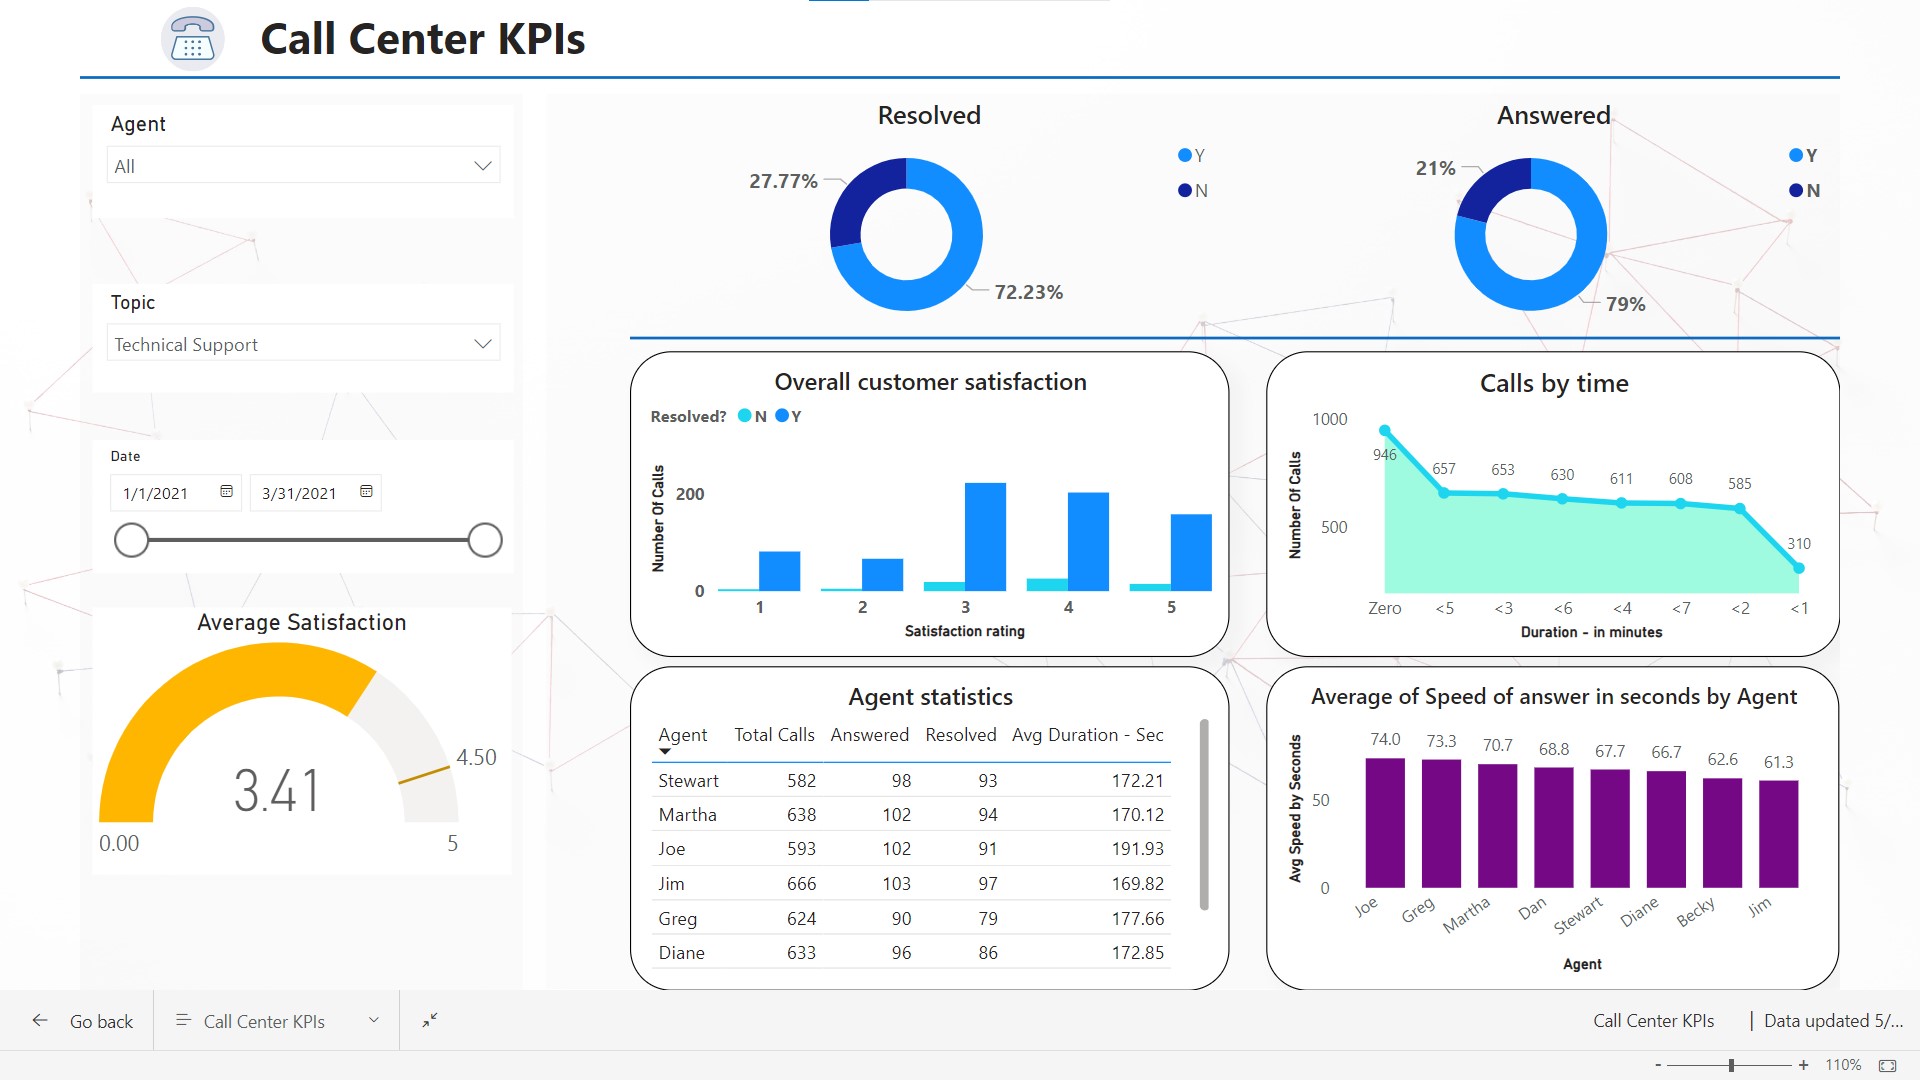 Call Center KPIs
Agent
All
Topic
Technical Support
Date
1/1/2021 3/31/2021
Average Satisfaction
4.50
3.41
0.00 5
Resolved
27.77%
72.23%
Y
N
Answered
21%
79%
Y
N
Overall customer satisfaction
Resolved? N Y
Number Of Calls
200
0
1 2 3 4 5
Satisfaction rating
Calls by time
Number Of Calls
1000
500
946 657 653 630 611 608 585 310
Zero <5 <3 <6 <4 <7 <2 <1
Duration - in minutes
Agent statistics
Agent Total Calls Answered Resolved Avg Duration - Sec
Stewart 582 98 93 172.21
Martha 638 102 94 170.12
Joe 593 102 91 191.93
Jim 666 103 97 169.82
Greg 624 90 79 177.66
Diane 633 96 86 172.85
Average of Speed of answer in seconds by Agent
Avg Speed by Seconds
50
0
74.0 73.3 70.7 68.8 67.7 66.7 62.6 61.3
Joe Greg Martha Dan Stewart Diane Becky Jim
Agent
Go back Call Center KPIs
Call Center KPIs | Data updated 5/...
- + 110%